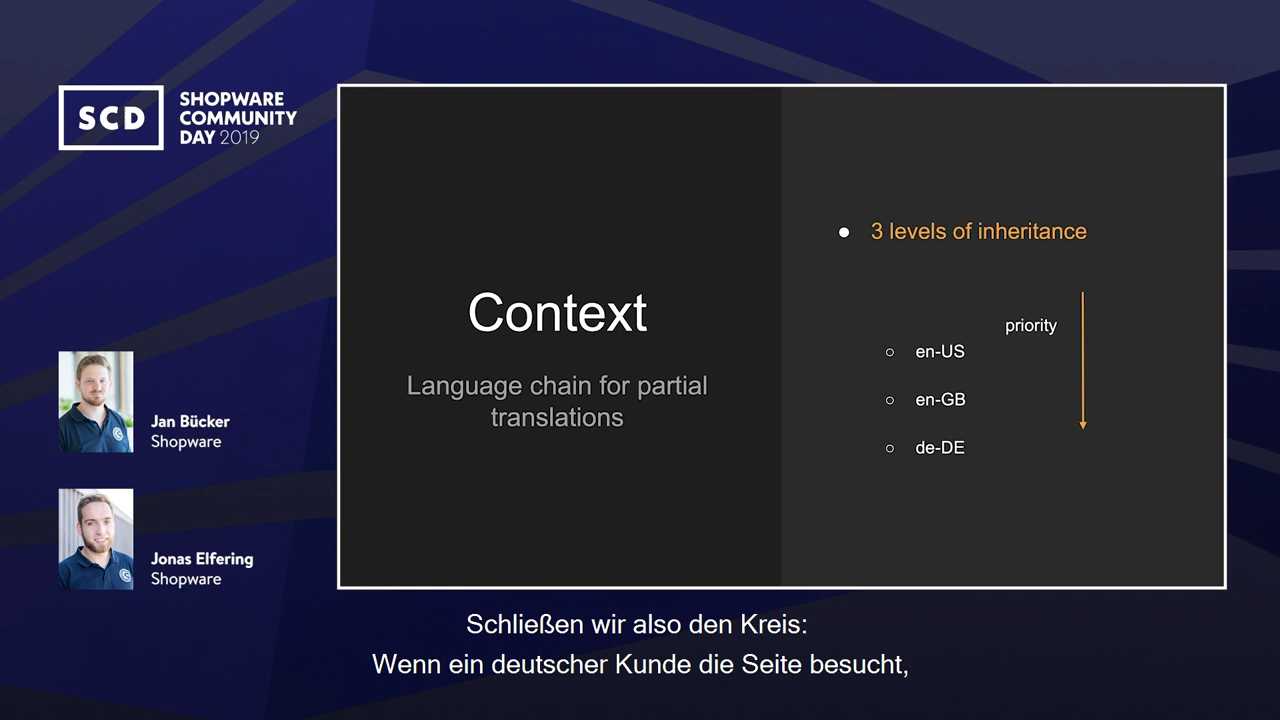 SCD
SHOPWARE
COMMUNITY
DAY 2019
Jan Bücker
Shopware
Jonas Elfering
Shopware
Context
Language chain for partial
translations
3 levels of inheritance
priority
en-US
en-GB
de-DE
Schließen wir also den Kreis:
Wenn ein deutscher Kunde die Seite besucht,